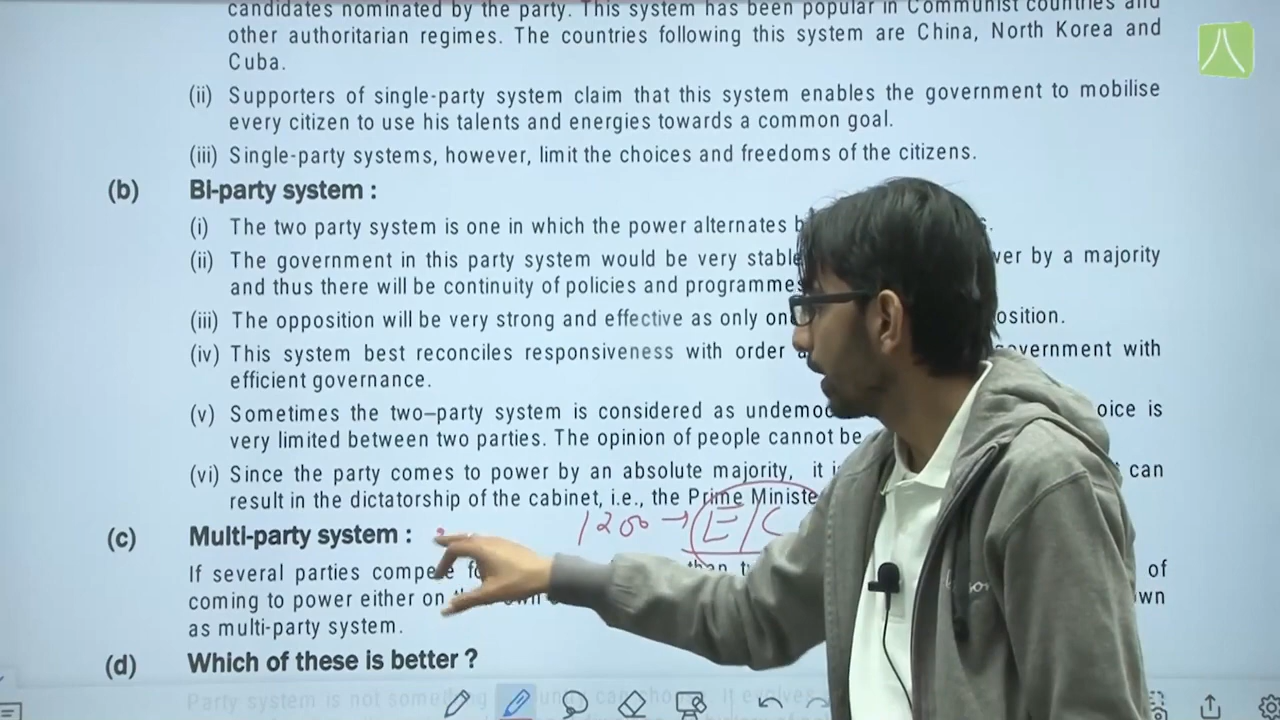 candidates nominated by the party. This system has been popular in Communist countries and
other authoritarian regimes. The countries following this system are China, North Korea and
Cuba.
(ii) Supporters of single-party system claim that this system enables the government to mobilise
every citizen to use his talents and energies towards a common goal.
(iii) Single-party systems, however, limit the choices and freedoms of the citizens.
(b) BI-party system :
(i) The two party system is one in which the power alternates
(ii) The government in this party system would be very stable by a majority
and thus there will be continuity of policies and programmes
(iii) The opposition will be very strong and effective as only
(iv) This system best reconciles responsiveness with order with
efficient governance.
(v) Sometimes the two–party system is considered as is
very limited between two parties. The opinion of people cannot be
(vi) Since the party comes to power by an absolute majority, it can
result in the dictatorship of the cabinet, i.e., the Prime
1200 → E/C
(c) Multi-party system :
If several parties of
coming to power either on
as multi-party system.
(d) Which of these is better ?
Party system is not